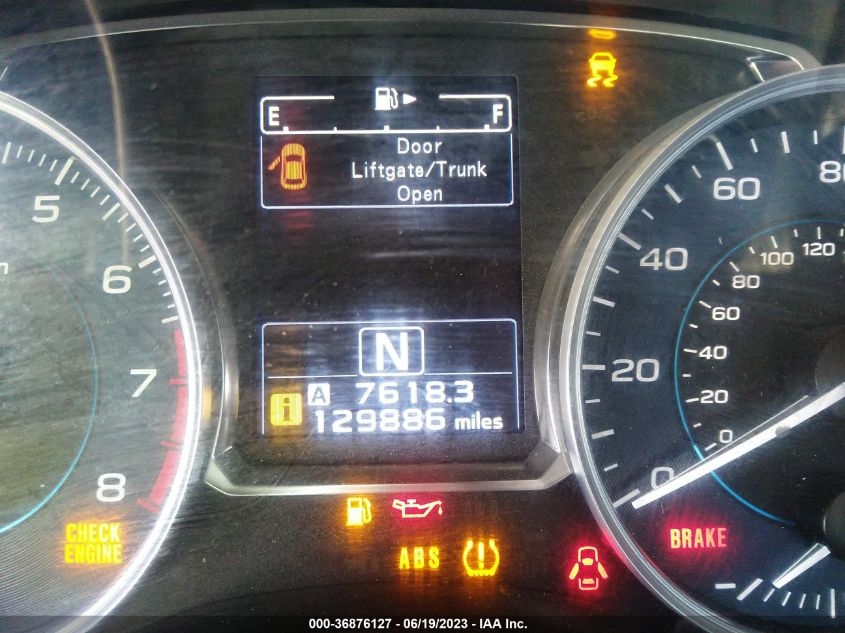 E F
Door
Liftgate/Trunk
Open
5
6
7
8
80
60
40
20
0
120
100
80
60
40
20
0
N
A 7618.3
i 129886 miles
CHECK
ENGINE
ABS
BRAKE
000-36876127 - 06/19/2023 - IAA Inc.